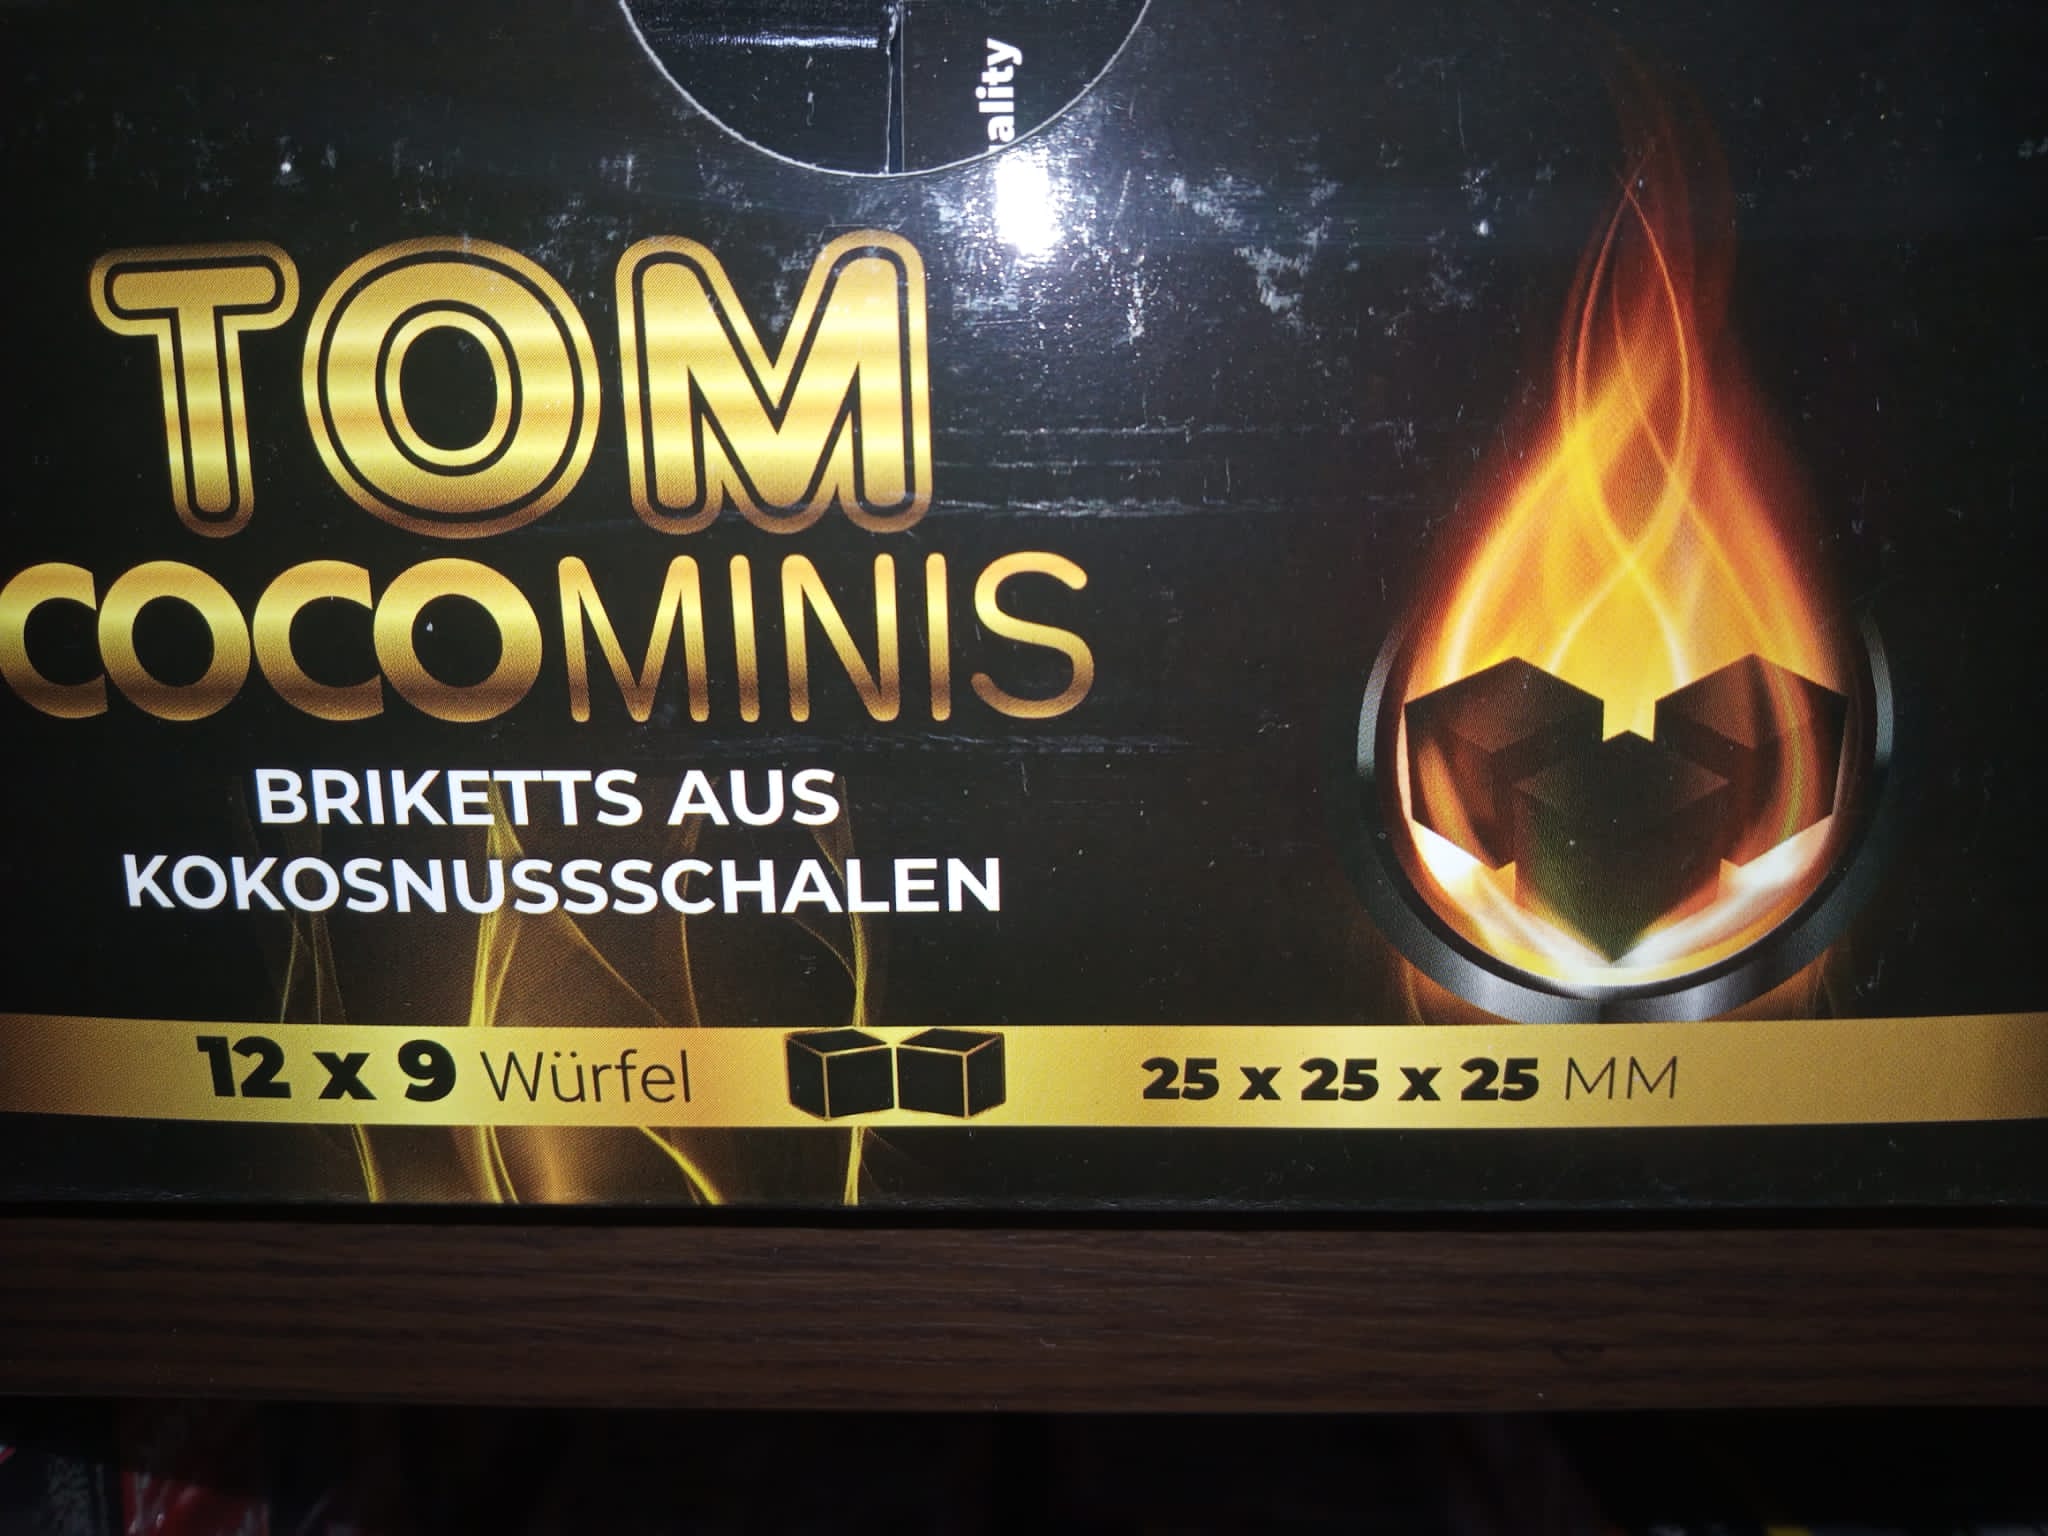 ality
TOM
COCOMINIS
BRIKETTS AUS
KOKOSNUSSSCHALEN
12 x 9 Würfel
25 x 25 x 25 MM